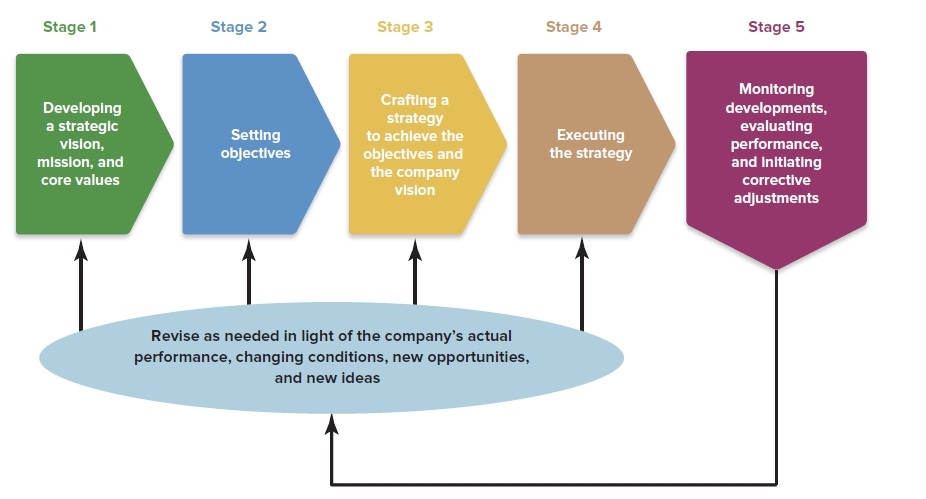 Stage 1
Stage 2
Stage 3
Stage 4
Stage 5
Developing
a strategic
vision,
mission, and
core values
Setting
objectives
Crafting a
strategy
to achieve the
objectives and
the company
vision
Executing
the strategy
Monitoring
developments,
evaluating
performance,
and initiating
corrective
adjustments
Revise as needed in light of the company’s actual
performance, changing conditions, new opportunities,
and new ideas